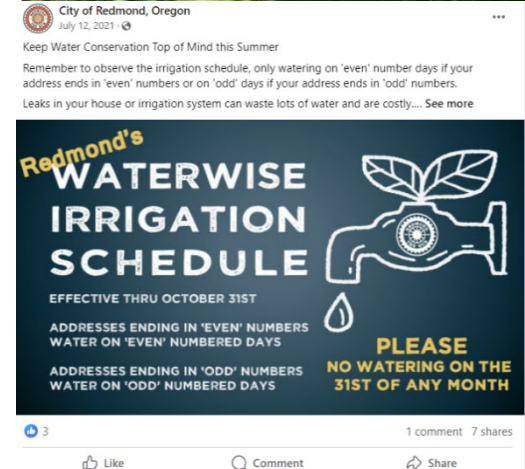 City of Redmond, Oregon
July 12, 2021 ·
Keep Water Conservation Top of Mind this Summer
Remember to observe the irrigation schedule, only watering on 'even' number days if your
address ends in 'even' numbers or on 'odd' days if your address ends in 'odd' numbers.
Leaks in your house or irrigation system can waste lots of water and are costly.... See more
Redmond's
WATERWISE
IRRIGATION
SCHEDULE
EFFECTIVE THRU OCTOBER 31ST
ADDRESSES ENDING IN 'EVEN' NUMBERS
WATER ON 'EVEN' NUMBERED DAYS
ADDRESSES ENDING IN 'ODD' NUMBERS
WATER ON 'ODD' NUMBERED DAYS
PLEASE
NO WATERING ON THE
31ST OF ANY MONTH
3
1 comment 7 shares
Like Comment Share